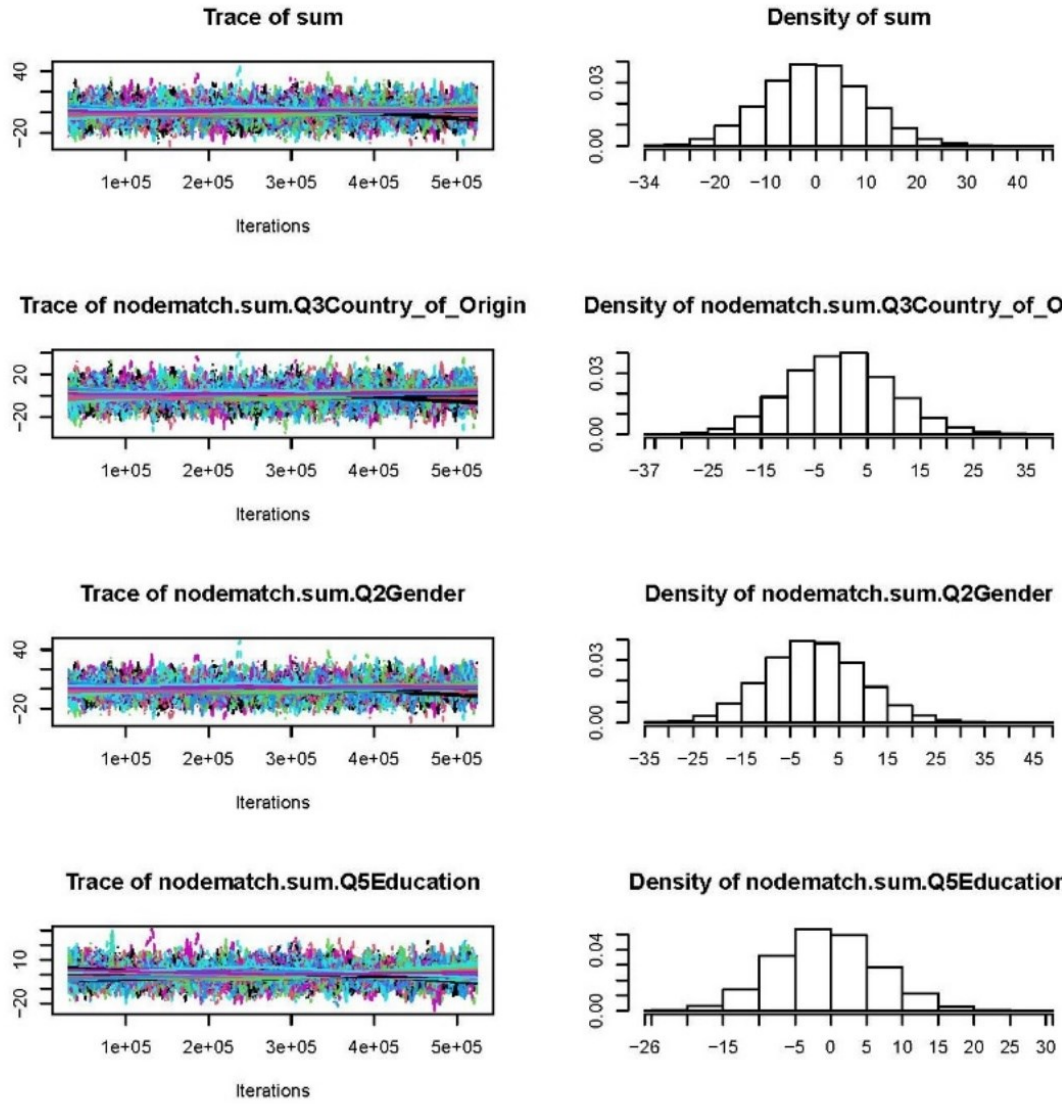 Trace of sum
40
-20
1e+05 2e+05 3e+05 4e+05 5e+05
Iterations
Density of sum
0.03
0.00
-34 -20 -10 0 10 20 30 40
Trace of nodematch.sum.Q3Country_of_Origin
20
-20
1e+05 2e+05 3e+05 4e+05 5e+05
Iterations
Density of nodematch.sum.Q3Country_of_O
0.03
0.00
-37 -25 -15 -5 5 15 25 35
Trace of nodematch.sum.Q2Gender
40
-20
1e+05 2e+05 3e+05 4e+05 5e+05
Iterations
Density of nodematch.sum.Q2Gender
0.03
0.00
-35 -25 -15 -5 5 15 25 35 45
Trace of nodematch.sum.Q5Education
10
-20
1e+05 2e+05 3e+05 4e+05 5e+05
Iterations
Density of nodematch.sum.Q5Education
0.04
0.00
-26 -15 -5 0 5 10 15 20 25 30